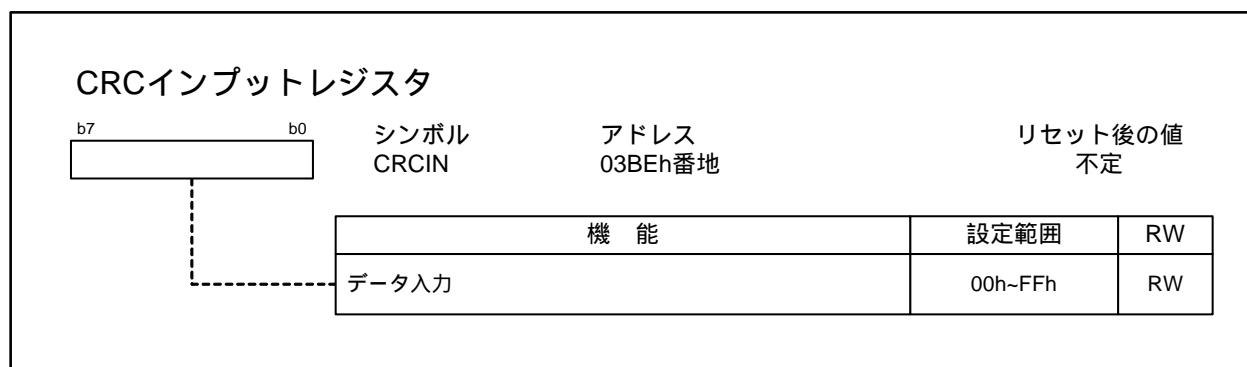 CRCインプットレジスタ
b7 b0 シンボル アドレス リセット後の値
CRCIN 03BEh番地 不定
機 能 設定範囲 RW
データ入力 00h~FFh RW